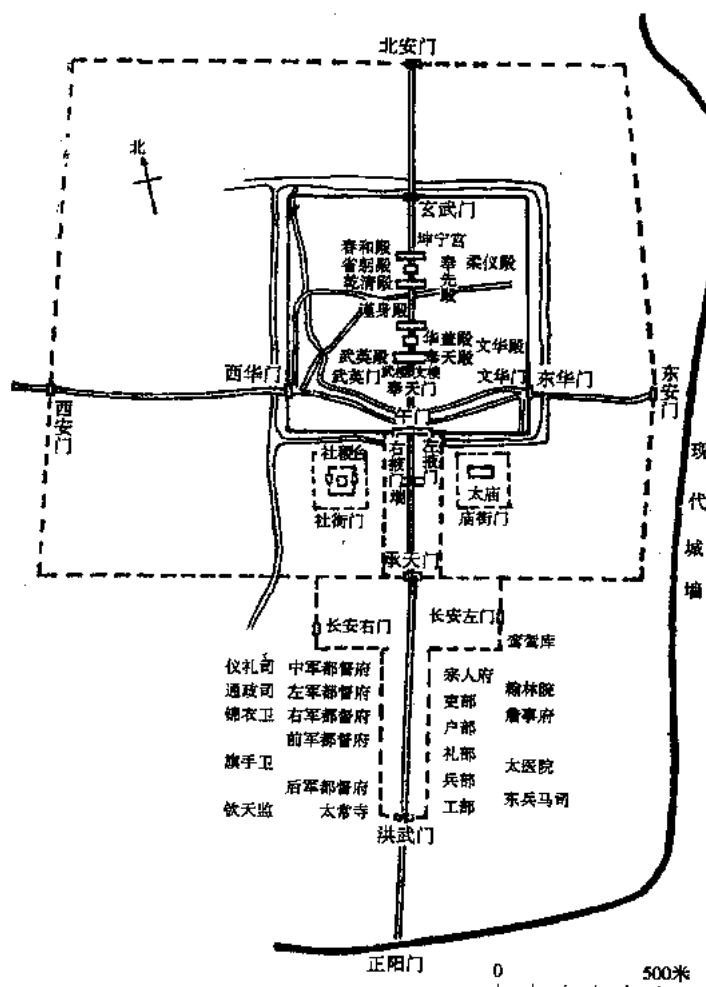 北安门
北
玄武门
坤宁宫
春和殿
省躬殿
乾清殿
奉先殿
柔仪殿
谨身殿
华盖殿
文华殿
武英殿
奉天殿
武楼
文楼
武英门
奉天门
文华门
西华门
东华门
西安门
东安门
午门
右掖门
左掖门
社稷台
端
太庙
社街门
庙街门
承天门
现代城墙
长安右门
长安左门
銮驾库
仪礼司
中军都督府
宗人府
通政司
左军都督府
吏部
翰林院
锦衣卫
右军都督府
户部
詹事府
前军都督府
礼部
旗手卫
太医院
后军都督府
兵部
钦天监
太常寺
工部
东兵马司
洪武门
正阳门
0
500米